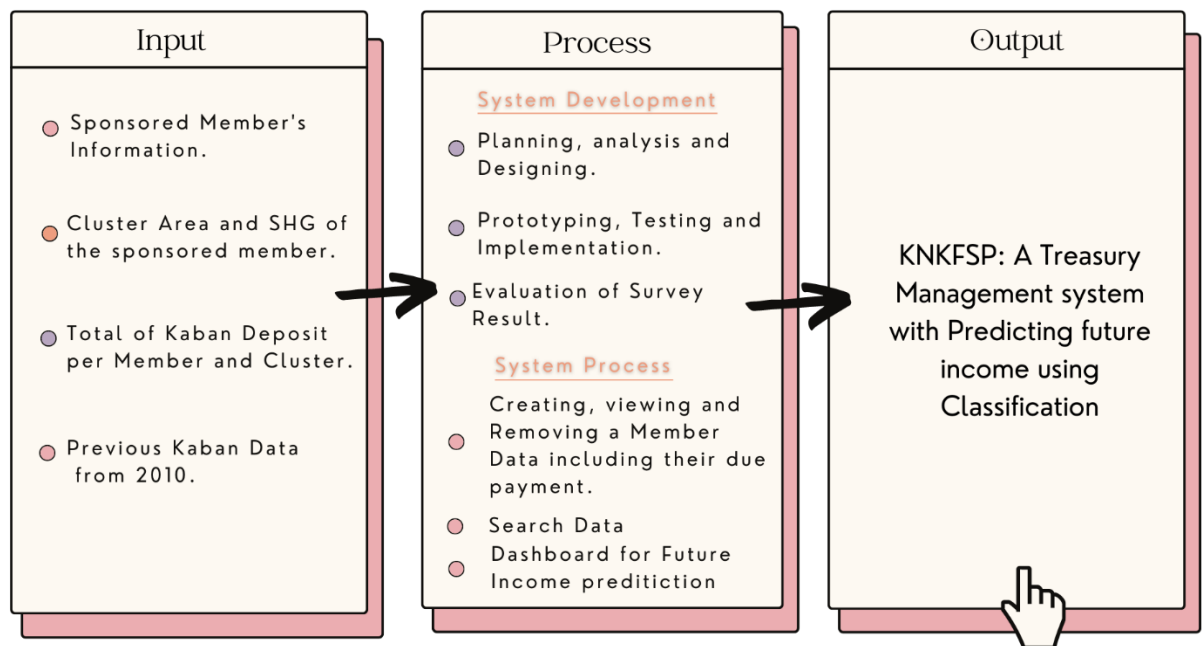 Input
Sponsored Member's
Information.
Cluster Area and SHG of
the sponsored member.
Total of Kaban Deposit
per Member and Cluster.
Previous Kaban Data
from 2010.
Process
System Development
Planning, analysis and
Designing.
Prototyping, Testing and
Implementation.
Evaluation of Survey
Result.
System Process
Creating, viewing and
Removing a Member
Data including their due
payment.
Search Data
Dashboard for Future
Income preditiction
Output
KNKFSP: A Treasury
Management system
with Predicting future
income using
Classification